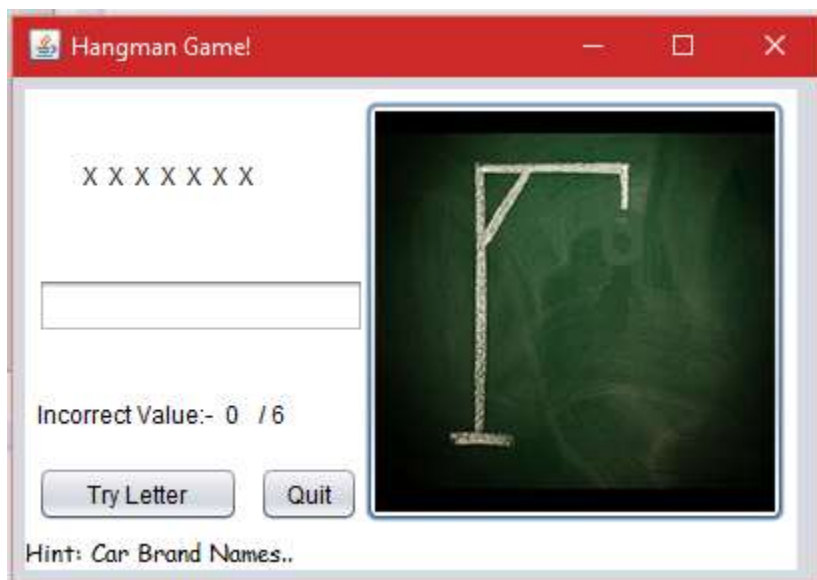 Hangman Game!
X X X X X X X
Incorrect Value:- 0 / 6
Try Letter Quit
Hint: Car Brand Names..